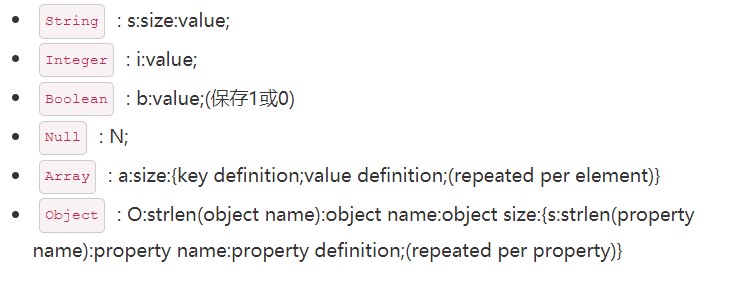 String : s:size:value;
Integer : i:value;
Boolean : b:value;(保存1或0)
Null : N;
Array : a:size:{key definition;value definition;(repeated per element)}
Object : O:strlen(object name):object name:object size:{s:strlen(property
name):property name:property definition;(repeated per property)}